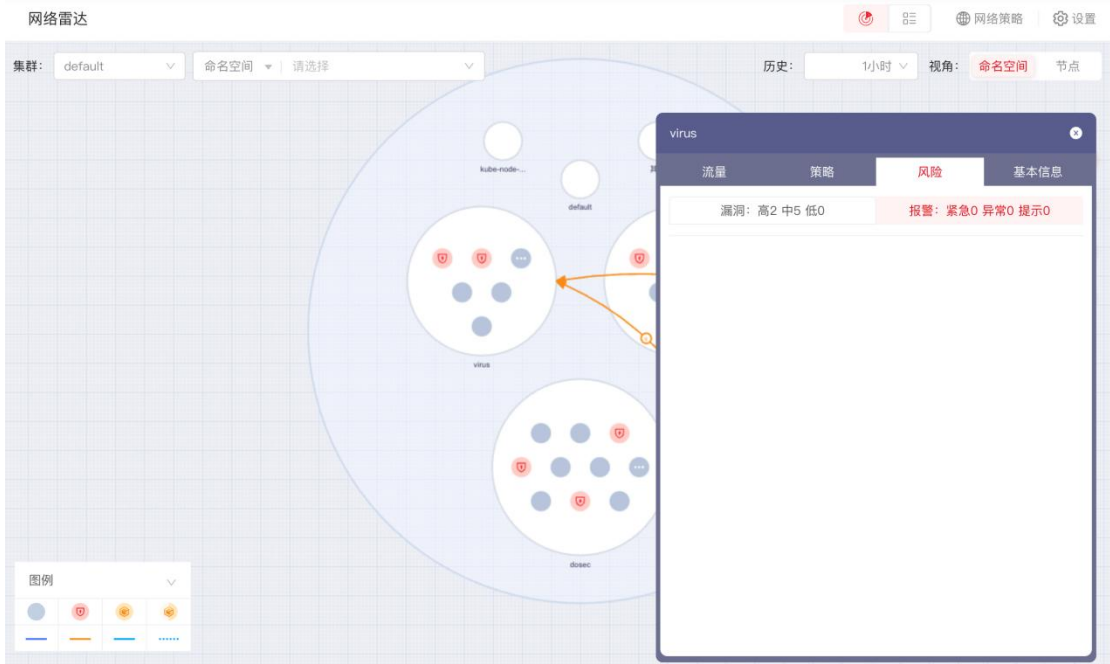 网络雷达
网络策略
设置
集群：
default
命名空间
请选择
历史：
1小时
视角：
命名空间
节点
kube-node-...
default
virus
dosec
virus
流量
策略
风险
基本信息
漏洞：高2 中5 低0
报警：紧急0 异常0 提示0
图例